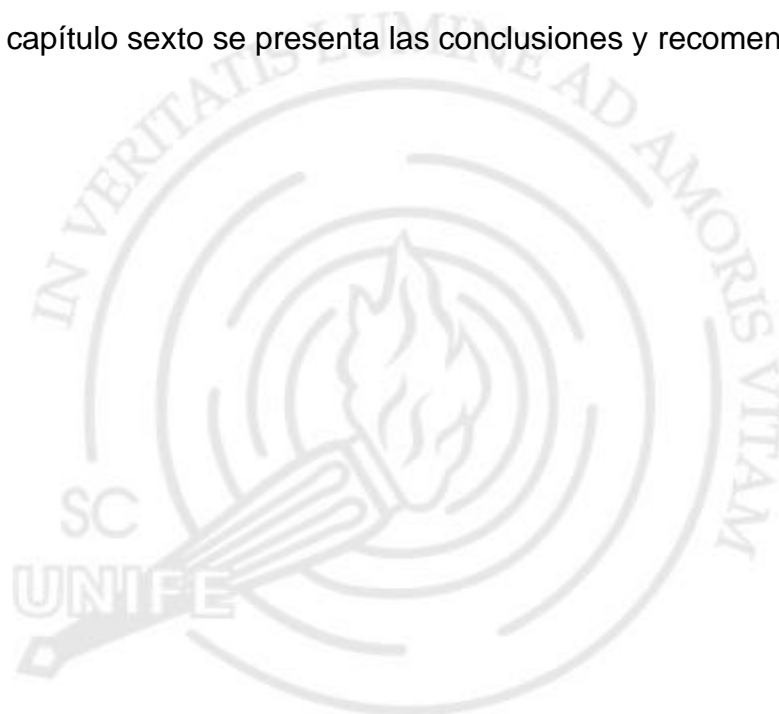 capítulo sexto se presenta las conclusiones y recomen
IN VERITATIS LUMINE AD AMORIS VITAM
SC
UNIFE